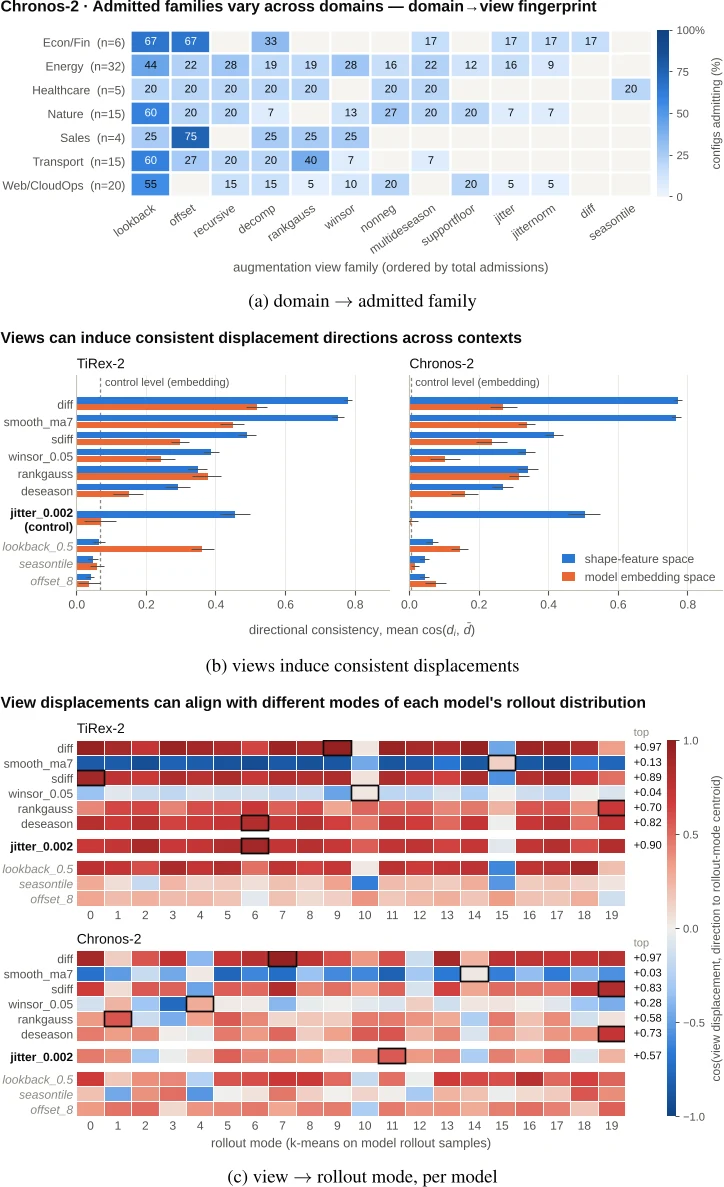 Chronos-2 · Admitted families vary across domains — domain→view fingerprint
Econ/Fin (n=6) 67 67 33 17 17 17 17
Energy (n=32) 44 22 28 19 19 28 16 22 12 16 9
Healthcare (n=5) 20 20 20 20 20 20 20 20
Nature (n=15) 60 20 20 7 13 27 20 20 7 7
Sales (n=4) 25 75 25 25 25
Transport (n=15) 60 27 20 20 40 7 7
Web/CloudOps (n=20) 55 15 15 5 10 20 20 5 5
lookback offset recursive decomp rankgauss winsor nonneg multideseason supportfloor jitter jitternorm diff seasontile
augmentation view family (ordered by total admissions)
100%
75
50
25
0
configs admitting (%)
(a) domain → admitted family
Views can induce consistent displacement directions across contexts
TiRex-2
control level (embedding)
diff
smooth_ma7
sdiff
winsor_0.05
rankgauss
deseason
jitter_0.002
(control)
lookback_0.5
seasontile
offset_8
0.0 0.2 0.4 0.6 0.8
Chronos-2
control level (embedding)
shape-feature space
model embedding space
0.0 0.2 0.4 0.6 0.8
directional consistency, mean cos(dᵢ, d̄)
(b) views induce consistent displacements
View displacements can align with different modes of each model's rollout distribution
TiRex-2
top
diff +0.97
smooth_ma7 +0.13
sdiff +0.89
winsor_0.05 +0.04
rankgauss +0.70
deseason +0.82
jitter_0.002 +0.90
lookback_0.5
seasontile
offset_8
0 1 2 3 4 5 6 7 8 9 10 11 12 13 14 15 16 17 18 19
Chronos-2
top
diff +0.97
smooth_ma7 +0.03
sdiff +0.83
winsor_0.05 +0.28
rankgauss +0.58
deseason +0.73
jitter_0.002 +0.57
lookback_0.5
seasontile
offset_8
0 1 2 3 4 5 6 7 8 9 10 11 12 13 14 15 16 17 18 19
rollout mode (k-means on model rollout samples)
1.0
0.5
0.0
−0.5
−1.0
cos(view displacement, direction to rollout-mode centroid)
(c) view → rollout mode, per model